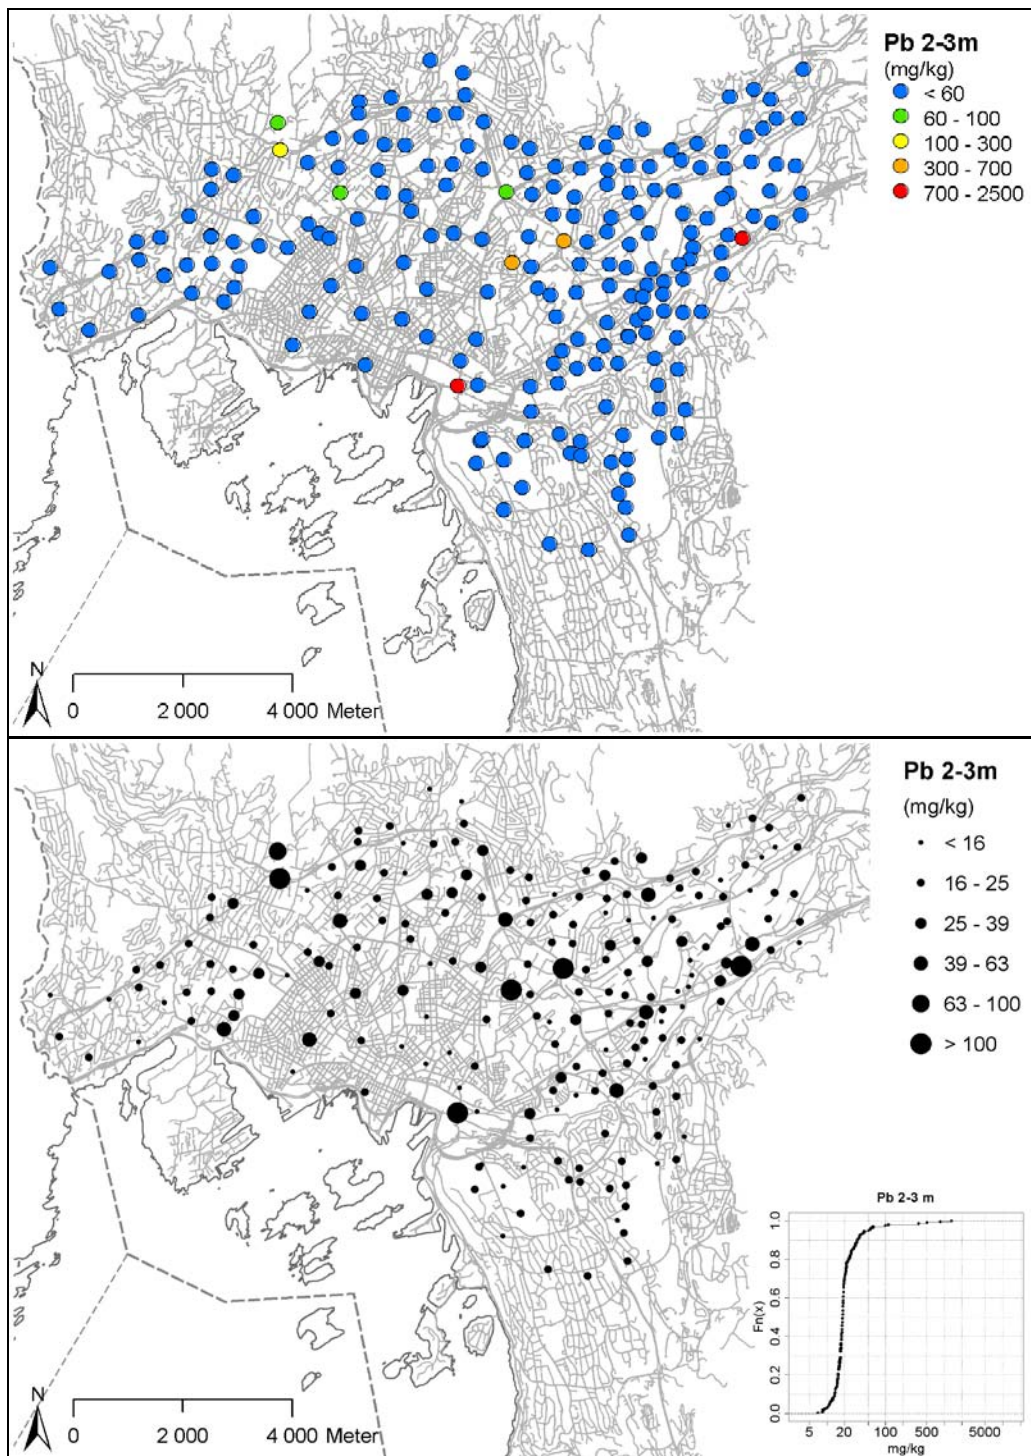 Pb 2-3m
(mg/kg)
< 60
60 - 100
100 - 300
300 - 700
700 - 2500
N
0 2 000 4 000 Meter
Pb 2-3m
(mg/kg)
< 16
16 - 25
25 - 39
39 - 63
63 - 100
> 100
Pb 2-3 m
1.0
0.8
0.6
Fn(x)
0.4
0.2
0.0
5 20 100 500 5000
mg/kg
N
0 2 000 4 000 Meter